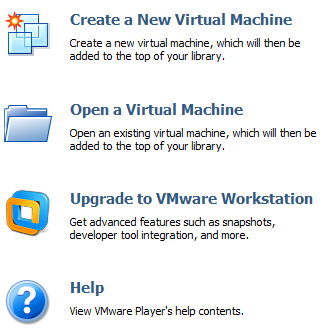 Create a New Virtual Machine
Create a new virtual machine, which will then be
added to the top of your library.
Open a Virtual Machine
Open an existing virtual machine, which will then be
added to the top of your library.
Upgrade to VMware Workstation
Get advanced features such as snapshots,
developer tool integration, and more.
Help
View VMware Player's help contents.